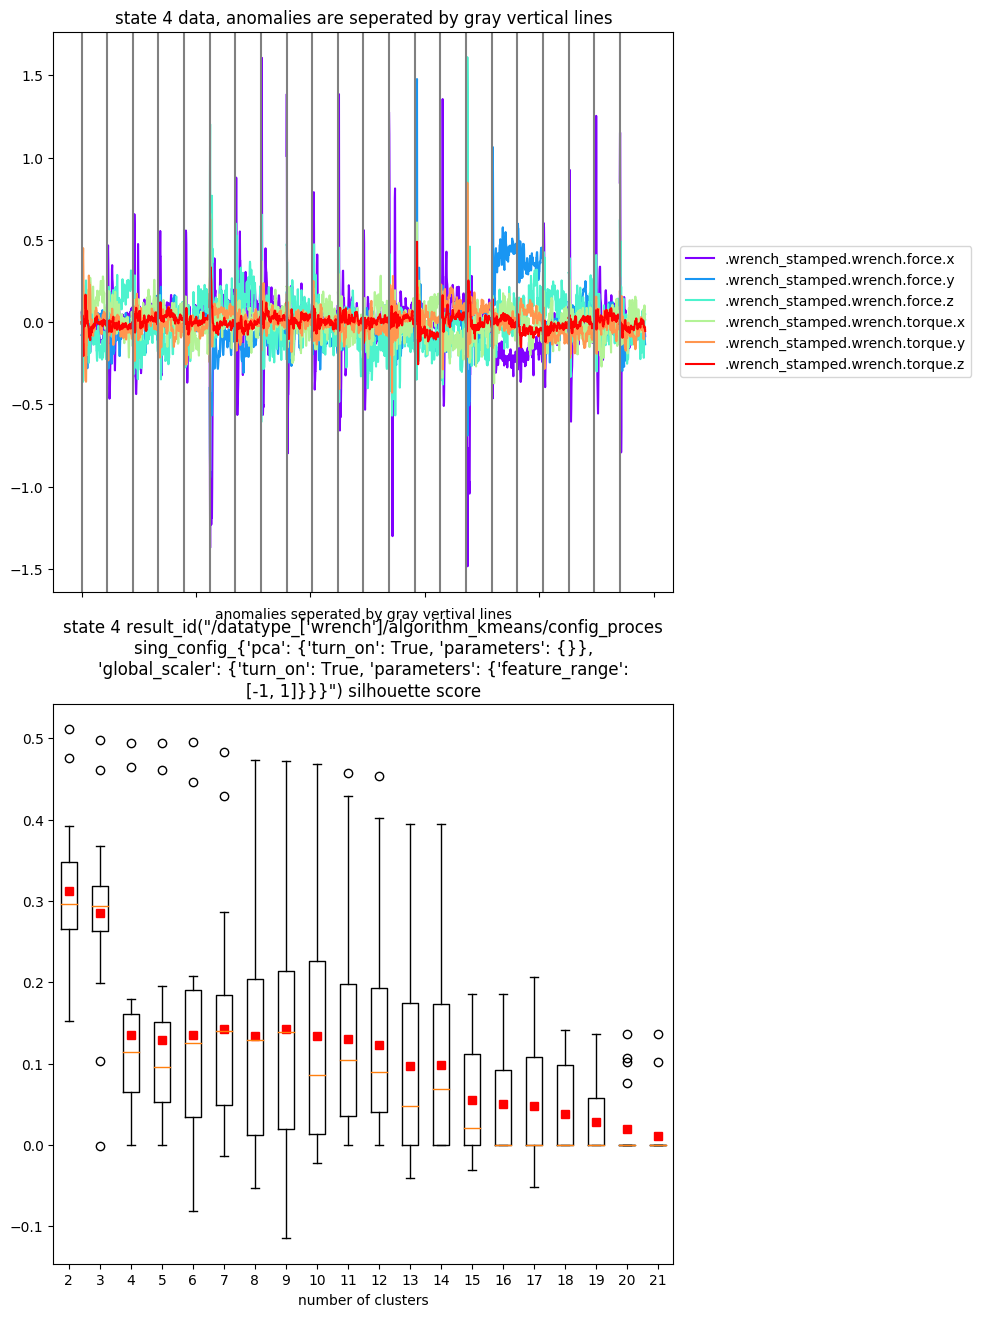 state 4 data, anomalies are seperated by gray vertical lines
1.5
1.0
0.5
0.0
−0.5
−1.0
−1.5
.wrench_stamped.wrench.force.x
.wrench_stamped.wrench.force.y
.wrench_stamped.wrench.force.z
.wrench_stamped.wrench.torque.x
.wrench_stamped.wrench.torque.y
.wrench_stamped.wrench.torque.z
anomalies seperated by gray vertival lines
state 4 result_id("/datatype_['wrench']/algorithm_kmeans/config_proces
sing_config_{'pca': {'turn_on': True, 'parameters': {}},
'global_scaler': {'turn_on': True, 'parameters': {'feature_range':
[-1, 1]}}}") silhouette score
0.5
0.4
0.3
0.2
0.1
0.0
−0.1
2 3 4 5 6 7 8 9 10 11 12 13 14 15 16 17 18 19 20 21
number of clusters